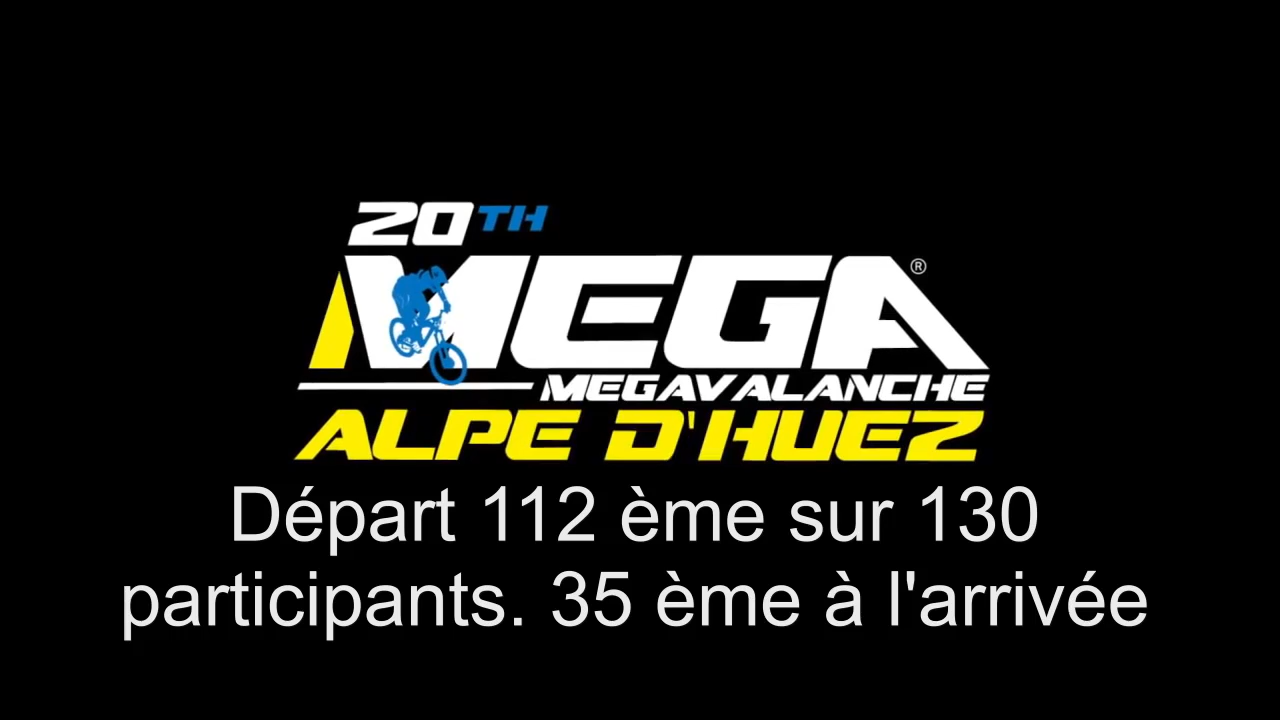 20TH
MEGA®
MEGAVALANCHE
ALPE D'HUEZ
Départ 112 ème sur 130
participants. 35 ème à l'arrivée